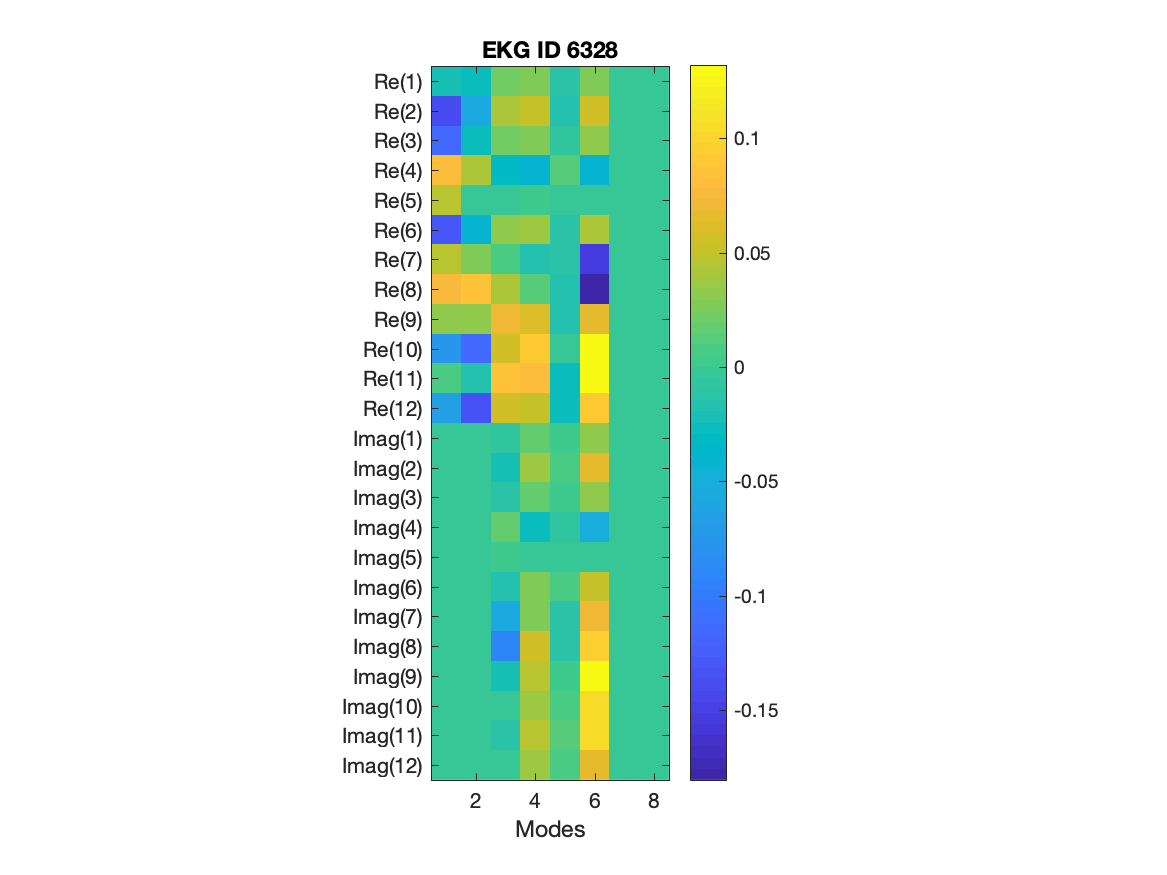 EKG ID 6328
Re(1)
Re(2)
Re(3)
Re(4)
Re(5)
Re(6)
Re(7)
Re(8)
Re(9)
Re(10)
Re(11)
Re(12)
Imag(1)
Imag(2)
Imag(3)
Imag(4)
Imag(5)
Imag(6)
Imag(7)
Imag(8)
Imag(9)
Imag(10)
Imag(11)
Imag(12)
2 4 6 8
Modes
0.1
0.05
0
-0.05
-0.1
-0.15